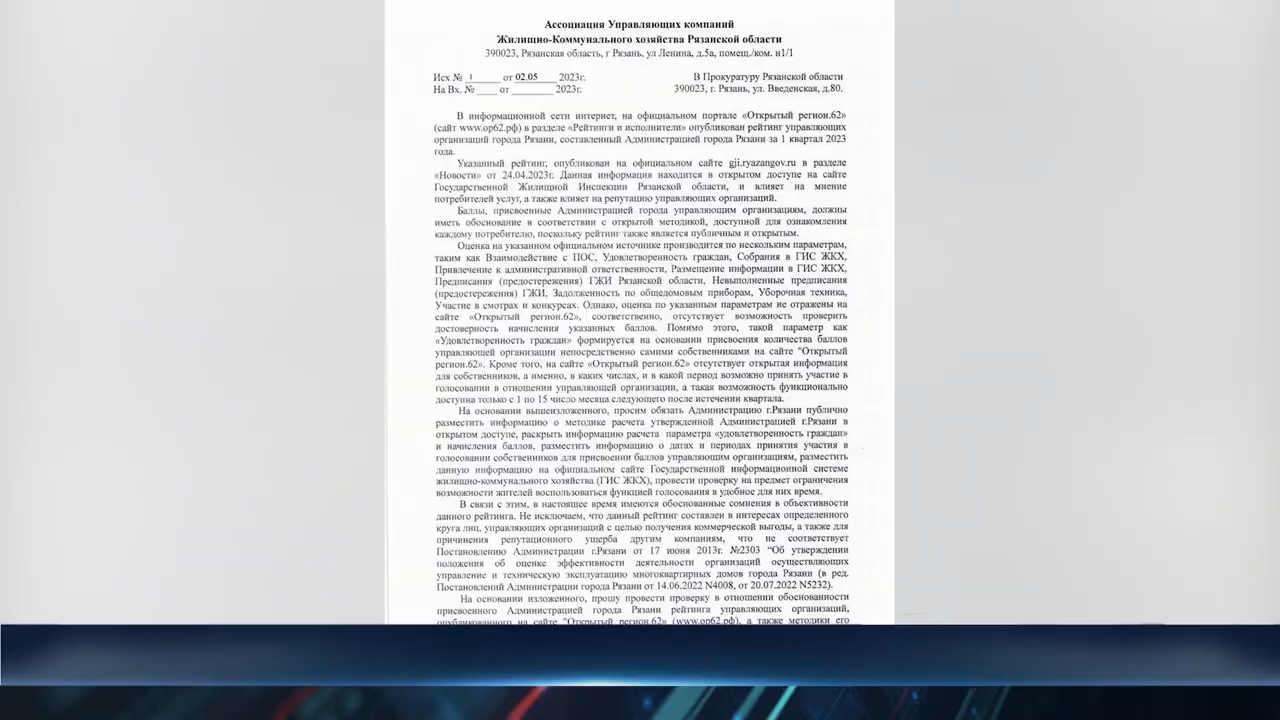 Ассоциация Управляющих компаний
Жилищно-Коммунального хозяйства Рязанской области
390023, Рязанская область, г Рязань, ул Ленина, д.5а, помещ./ком. н1/1
Исх № 1 от 02.05 2023г.
На Вх. № ____ от ________ 2023г.
В Прокуратуру Рязанской области
390023, г. Рязань, ул. Введенская, д.80.
В информационной сети интернет, на официальном портале «Открытый регион.62»
(сайт www.ор62.рф) в разделе «Рейтинги и исполнители» опубликован рейтинг управляющих
организаций города Рязани, составленный Администрацией города Рязани за 1 квартал 2023
года.
Указанный рейтинг, опубликован на официальном сайте gji.ryazangov.ru в разделе
«Новости» от 24.04.2023г. Данная информация находится в открытом доступе на сайте
Государственной Жилищной Инспекции Рязанской области, и влияет на мнение
потребителей услуг, а также влияет на репутацию управляющих организаций.
Баллы, присвоенные Администрацией города управляющим организациям, должны
иметь обоснование в соответствии с открытой методикой, доступной для ознакомления
каждому потребителю, поскольку рейтинг также является публичным и открытым.
Оценка на указанном официальном источнике производится по нескольким параметрам,
таким как Взаимодействие с ПОС, Удовлетворенность граждан, Собрания в ГИС ЖКХ,
Привлечение к административной ответственности, Размещение информации в ГИС ЖКХ,
Предписания (предостережения) ГЖИ Рязанской области, Невыполненные предписания
(предостережения) ГЖИ, Задолженность по общедомовым приборам, Уборочная техника,
Участие в смотрах и конкурсах. Однако, оценка по указанным параметрам не отражены на
сайте «Открытый регион.62», соответственно, отсутствует возможность проверить
достоверность начисления указанных баллов. Помимо этого, такой параметр как
«Удовлетворенность граждан» формируется на основании присвоения количества баллов
управляющей организации непосредственно самими собственниками на сайте "Открытый
регион.62». Кроме того, на сайте «Открытый регион.62» отсутствует открытая информация
для собственников, а именно, в каких числах, и в какой период возможно принять участие в
голосовании в отношении управляющей организации, а такая возможность функционально
доступна только с 1 по 15 число месяца следующего после истечении квартала.
На основании вышеизложенного, просим обязать Администрацию г.Рязани публично
разместить информацию о методике расчета утвержденной Администрацией г.Рязани в
открытом доступе, раскрыть информацию расчета параметра «удовлетворенность граждан»
и начисления баллов, разместить информацию о датах и периодах принятия участия в
голосовании собственников для присвоении баллов управляющим организациям, разместить
данную информацию на официальном сайте Государственной информационной системе
жилищно-коммунального хозяйства (ГИС ЖКХ), провести проверку на предмет ограничения
возможности жителей воспользоваться функцией голосования в удобное для них время.
В связи с этим, в настоящее время имеются обоснованные сомнения в объективности
данного рейтинга. Не исключаем, что данный рейтинг составлен в интересах определенного
круга лиц, управляющих организаций с целью получения коммерческой выгоды, а также для
причинения репутационного ущерба другим компаниям, что не соответствует
Постановлению Администрации г.Рязани от 17 июня 2013г. №2303 "Об утверждении
положения об оценке эффективности деятельности организаций осуществляющих
управление и техническую эксплуатацию многоквартирных домов города Рязани (в ред.
Постановлений Администрации города Рязани от 14.06.2022 N4008, от 20.07.2022 N5232).
На основании изложенного, прошу провести проверку в отношении обоснованности
присвоенного Администрацией города Рязани рейтинга управляющих организаций,
опубликованного на сайте "Открытый регион.62» (www.ор62.рф), а также методики его